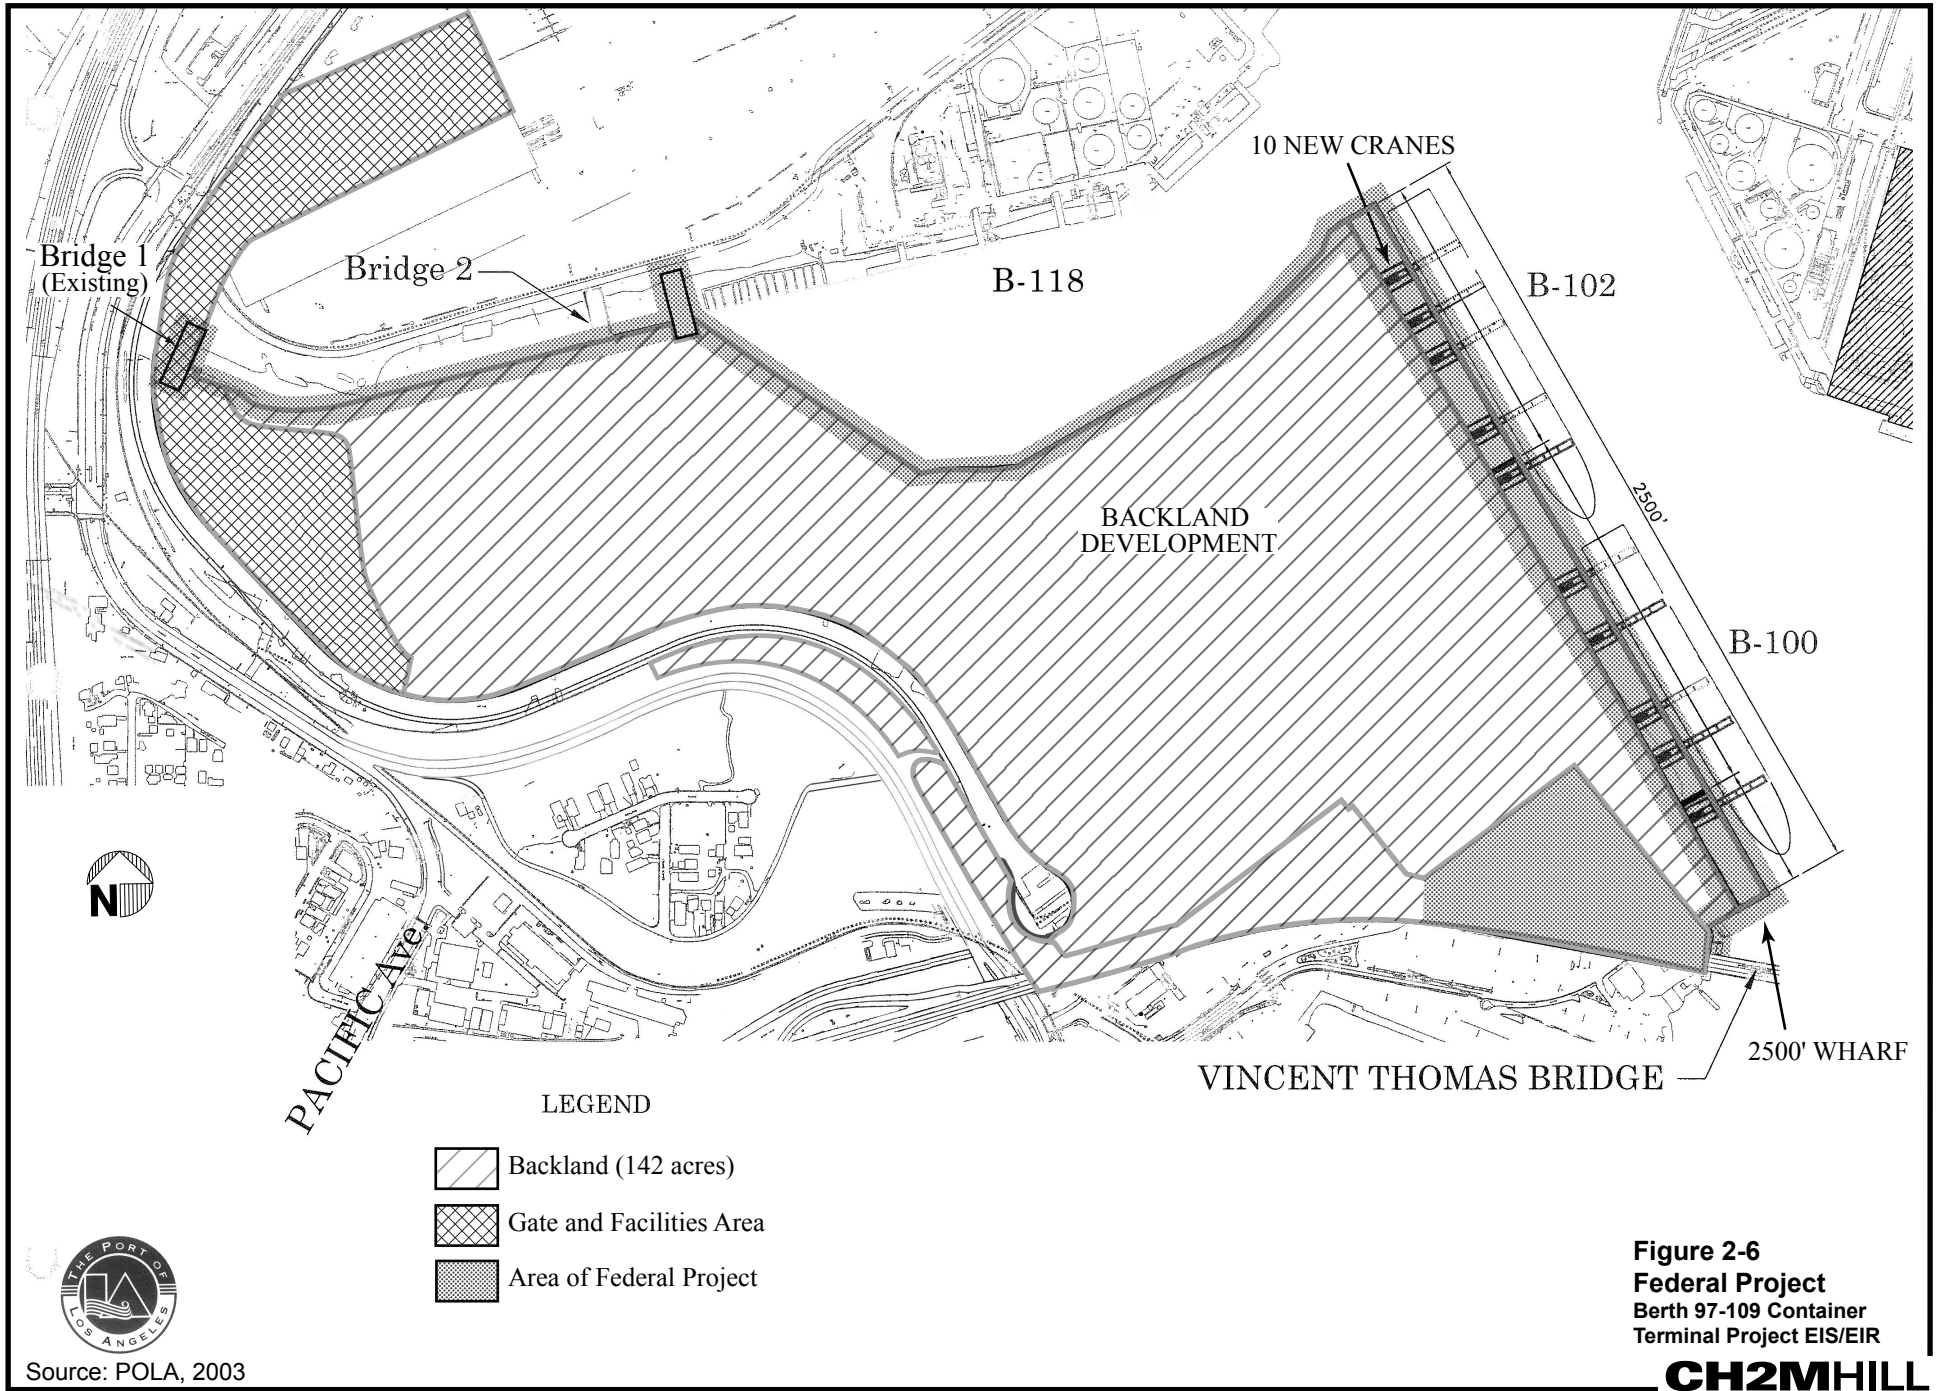 10 NEW CRANES
Bridge 1
(Existing)
Bridge 2
B-118
B-102
2500'
BACKLAND
DEVELOPMENT
B-100
N
PACIFIC Ave.
2500' WHARF
VINCENT THOMAS BRIDGE
LEGEND
Backland (142 acres)
Gate and Facilities Area
Area of Federal Project
THE PORT OF
LA
LOS ANGELES
Figure 2-6
Federal Project
Berth 97-109 Container
Terminal Project EIS/EIR
Source: POLA, 2003
CH2MHILL